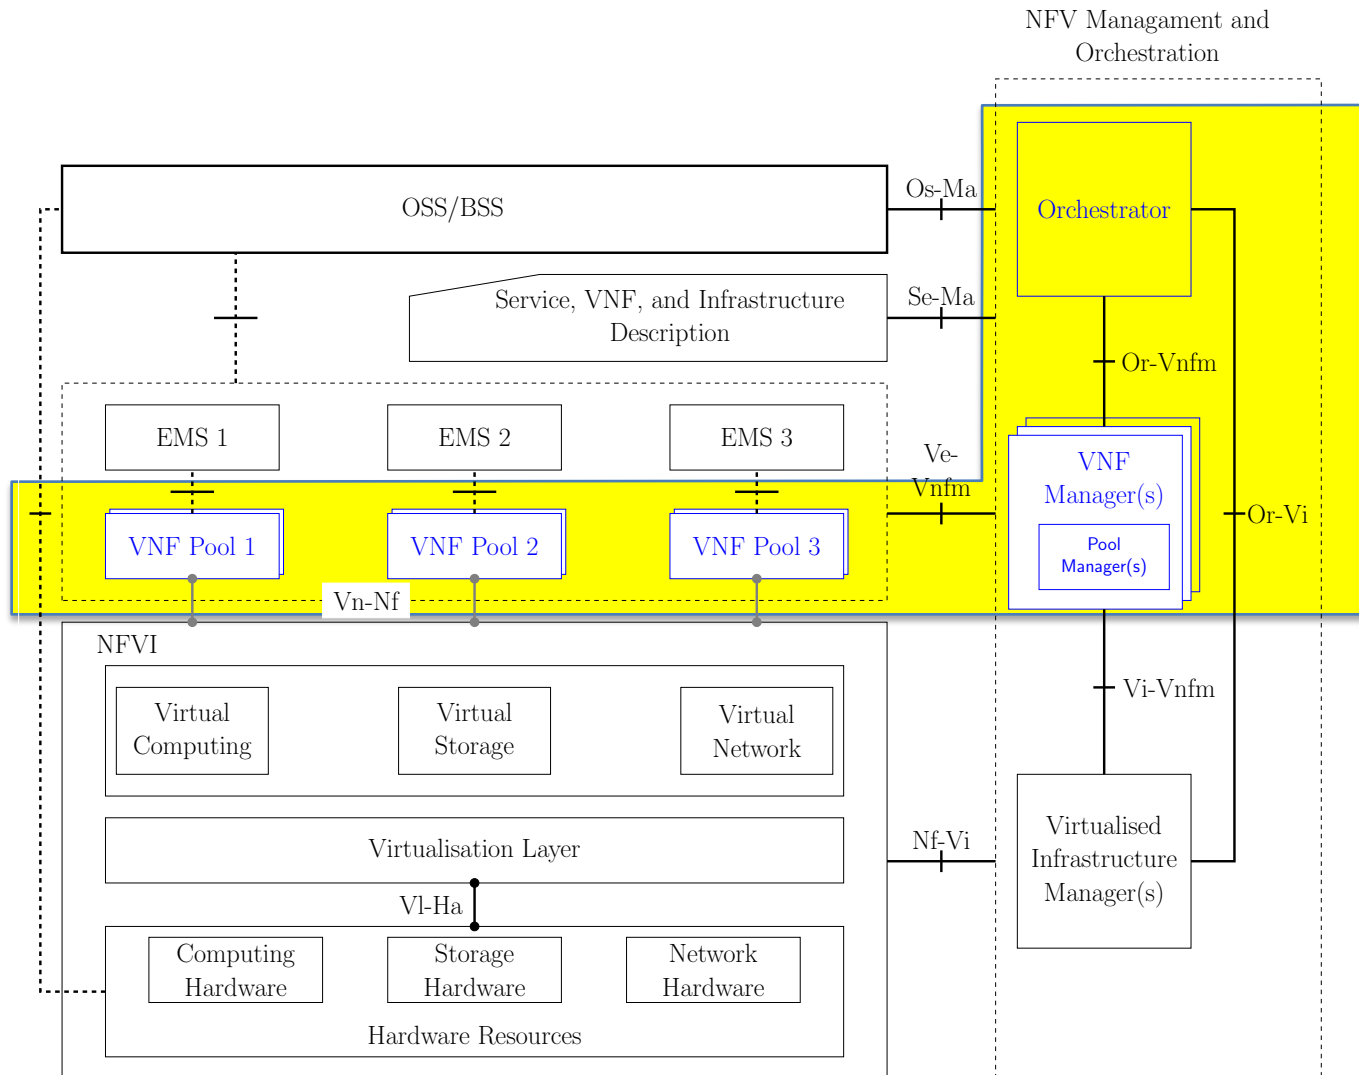 NFV Managament and
Orchestration
OSS/BSS
Os-Ma
Orchestrator
Service, VNF, and Infrastructure
Description
Se-Ma
Or-Vnfm
EMS 1
EMS 2
EMS 3
Ve-
Vnfm
VNF
Manager(s)
Pool
Manager(s)
Or-Vi
VNF Pool 1
VNF Pool 2
VNF Pool 3
Vn-Nf
NFVI
Vi-Vnfm
Virtual
Computing
Virtual
Storage
Virtual
Network
Virtualisation Layer
Nf-Vi
Virtualised
Infrastructure
Manager(s)
Vl-Ha
Computing
Hardware
Storage
Hardware
Network
Hardware
Hardware Resources